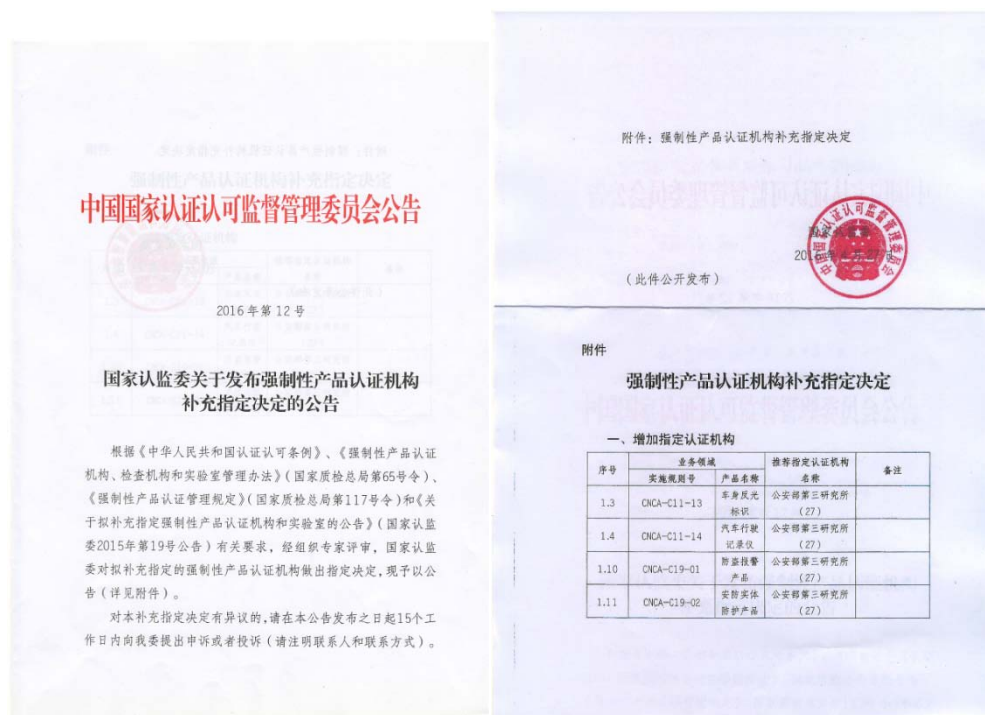 中国国家认证认可监督管理委员会公告
2016年第12号
国家认监委关于发布强制性产品认证机构
补充指定决定的公告
根据《中华人民共和国认证认可条例》、《强制性产品认证
机构、检查机构和实验室管理办法》(国家质检总局第65号令)、
《强制性产品认证管理规定》(国家质检总局第117号令)和《关
于拟补充指定强制性产品认证机构和实验室的公告》(国家认监
委2015年第19号公告)有关要求，经组织专家评审，国家认监
委对拟补充指定的强制性产品认证机构做出指定决定，现予以公
告(详见附件)。
对本补充指定决定有异议的，请在本公告发布之日起15个工
作日内向我委提出申诉或者投诉(请注明联系人和联系方式)。
附件：强制性产品认证机构补充指定决定
中国国家认证认可监督管理委员会
(此件公开发布)
附件
强制性产品认证机构补充指定决定
一、增加指定认证机构
序号 业务领域 推荐指定认证机构名称 备注
实施规则号 产品名称
1.3 CNCA-C11-13 车身反光标识 公安部第三研究所(27)
1.4 CNCA-C11-14 汽车行驶记录仪 公安部第三研究所(27)
1.10 CNCA-C19-01 防盗报警产品 公安部第三研究所(27)
1.11 CNCA-C19-02 安防实体防护产品 公安部第三研究所(27)